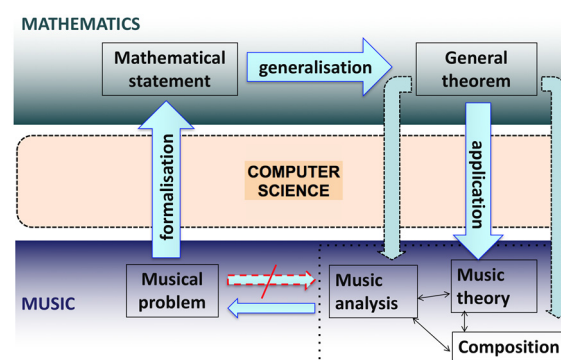 MATHEMATICS
Mathematical
statement
generalisation
General
theorem
formalisation
COMPUTER
SCIENCE
application
MUSIC
Musical
problem
Music
analysis
Music
theory
Composition